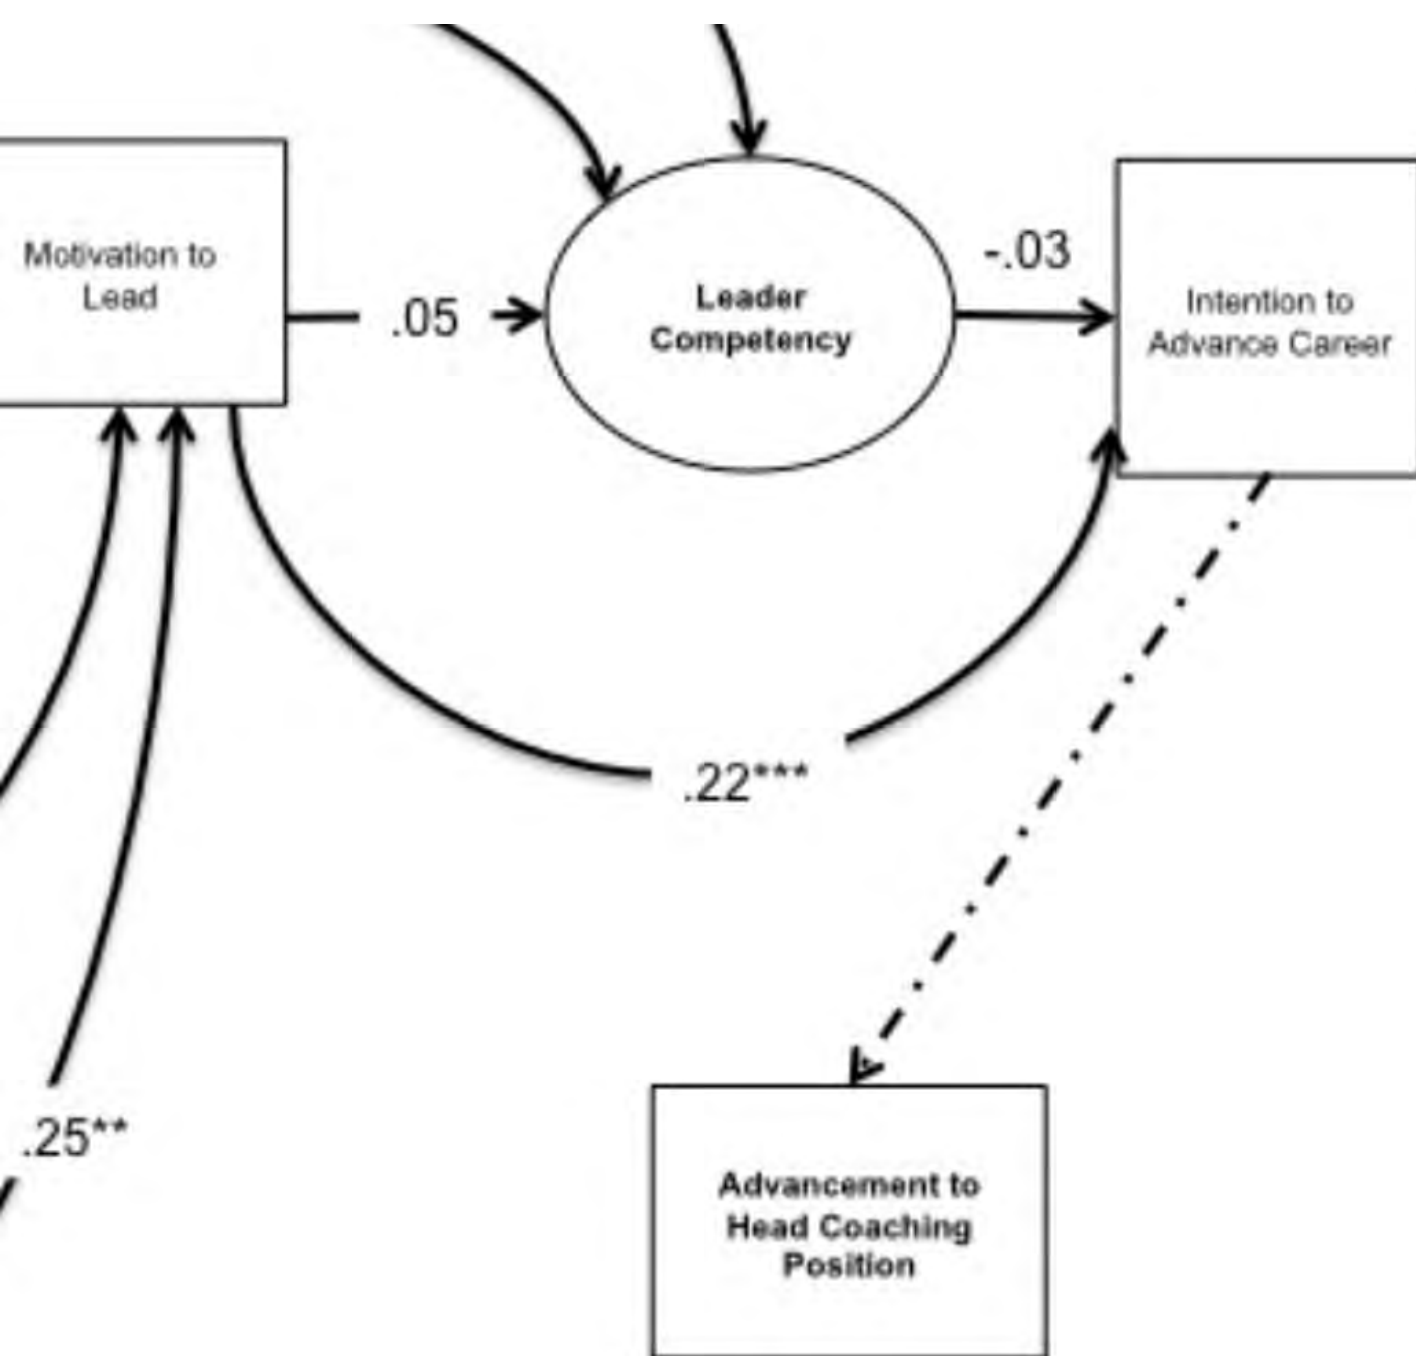 Motivation to
Lead
.05
Leader
Competency
-.03
Intention to
Advance Career
.22***
.25**
Advancement to
Head Coaching
Position